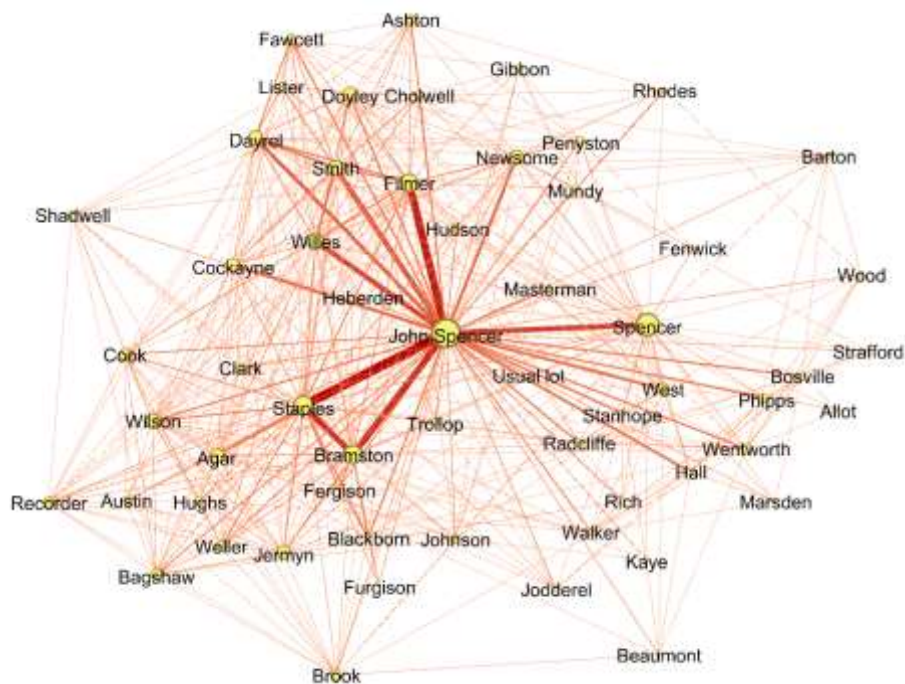 Ashton
Fawcett
Gibbon
Lister
Doyley Cholwell
Rhodes
Dayrel
Penyston
Newsome
Smith
Filmer
Mundy
Barton
Shadwell
Hudson
Willes
Fenwick
Cockayne
Wood
Heberden
Masterman
John Spencer
Spencer
Strafford
Cook
Clark
Usual lot
Bosville
West
Phipps
Staples
Stanhope
Allot
Wilson
Trollop
Radcliffe
Wentworth
Agar
Bramston
Hall
Fergison
Recorder
Austin
Hughs
Rich
Marsden
Walker
Weller
Blackborn
Johnson
Jermyn
Kaye
Bagshaw
Furgison
Jodderel
Beaumont
Brook